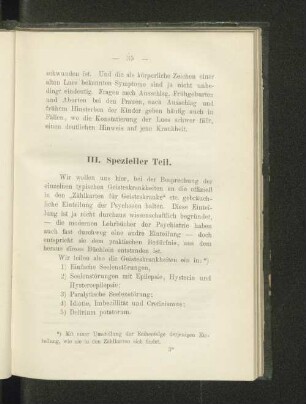 — 35 —
schwunden ist. Und die als körperliche Zeichen einer
alten Lues bekannten Symptome sind ja nicht unbe-
dingt eindeutig. Fragen nach Ausschlag, Frühgeburten
und Aborten bei den Frauen, nach Ausschlag und
frühem Hinsterben der Kinder geben häufig auch in
Fällen, wo die Konstatierung der Lues schwer fällt,
einen deutlichen Hinweis auf jene Krankheit.
III. Spezieller Teil.
Wir wollen uns hier, bei der Besprechung der
einzelnen typischen Geisteskrankheiten an die offiziell
in den "Zählkarten für Geisteskranke" etc. gebräuch-
liche Einteilung der Psychosen halten. Diese Eintei-
lung ist ja nicht durchaus wissenschaftlich begründet,
— die modernen Lehrbücher der Psychiatrie haben
auch fast durchweg eine andre Einteilung — doch
entspricht sie dem praktischen Bedürfnis, aus dem
heraus dieses Büchlein entstanden ist.
Wir teilen also die Geisteskrankheiten ein in:*)
1) Einfache Seelenstörungen,
2) Seelenstörungen mit Epilepsie, Hysterie und
Hysteroepilepsie;
3) Paralytische Seelenstörung;
4) Idiotie, Imbezillität und Cretinismus;
5) Delirium potatorum.
*) Mit einer Umstellung der Reihenfolge derjenigen Ein-
teilung, wie sie in den Zählkarten sich findet.
3*